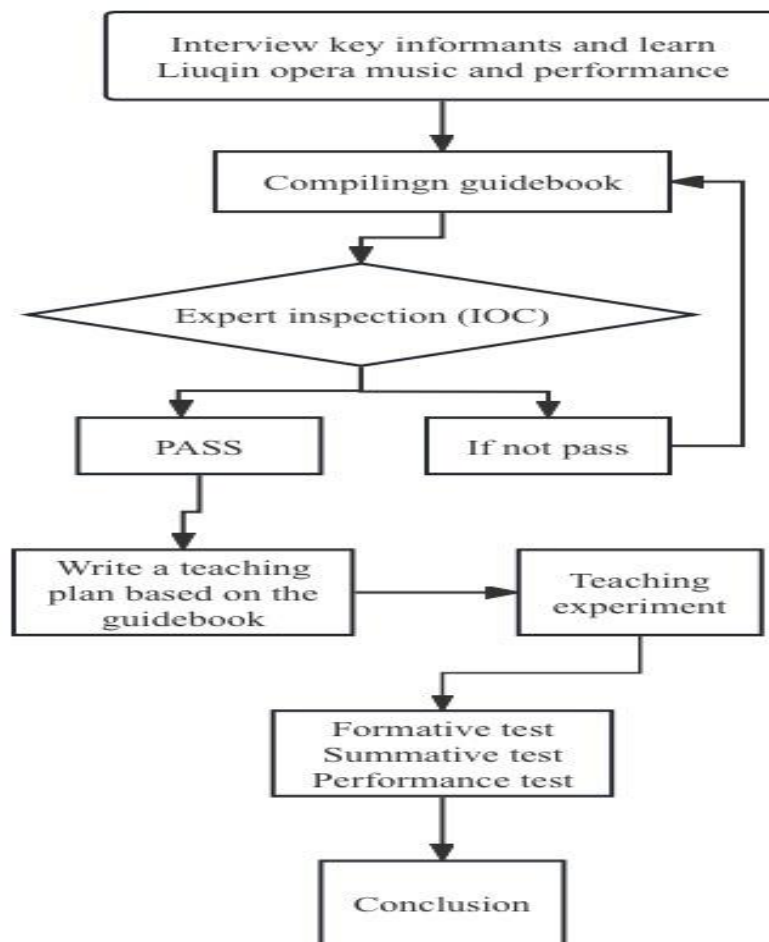 Interview key informants and learn
Liuqin opera music and performance
Compilingn guidebook
Expert inspection (IOC)
PASS
If not pass
Write a teaching
plan based on the
guidebook
Teaching
experiment
Formative test
Summative test
Performance test
Conclusion